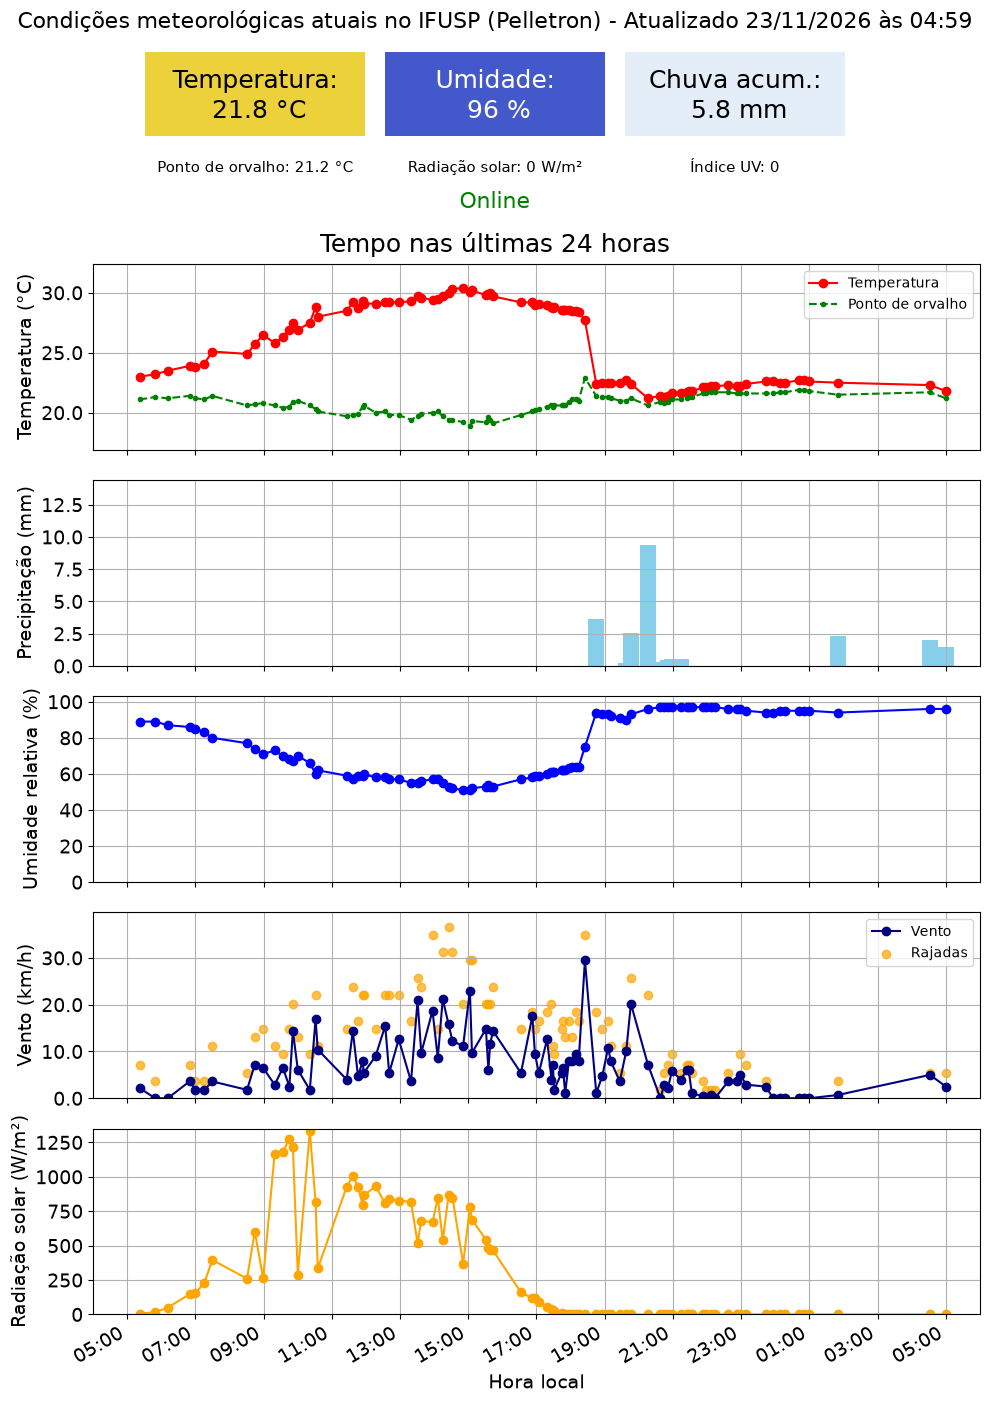 Condições meteorológicas atuais no IFUSP (Pelletron) - Atualizado 23/11/2026 às 04:59
Temperatura:
21.8 °C
Umidade:
96 %
Chuva acum.:
5.8 mm
Ponto de orvalho: 21.2 °C
Radiação solar: 0 W/m²
Índice UV: 0
Online
Tempo nas últimas 24 horas
Temperatura (°C)
30.0
25.0
20.0
Temperatura
Ponto de orvalho
Precipitação (mm)
12.5
10.0
7.5
5.0
2.5
0.0
Umidade relativa (%)
100
80
60
40
20
0
Vento (km/h)
30.0
20.0
10.0
0.0
Vento
Rajadas
Radiação solar (W/m²)
1250
1000
750
500
250
0
05:00
07:00
09:00
11:00
13:00
15:00
17:00
19:00
21:00
23:00
01:00
03:00
05:00
Hora local